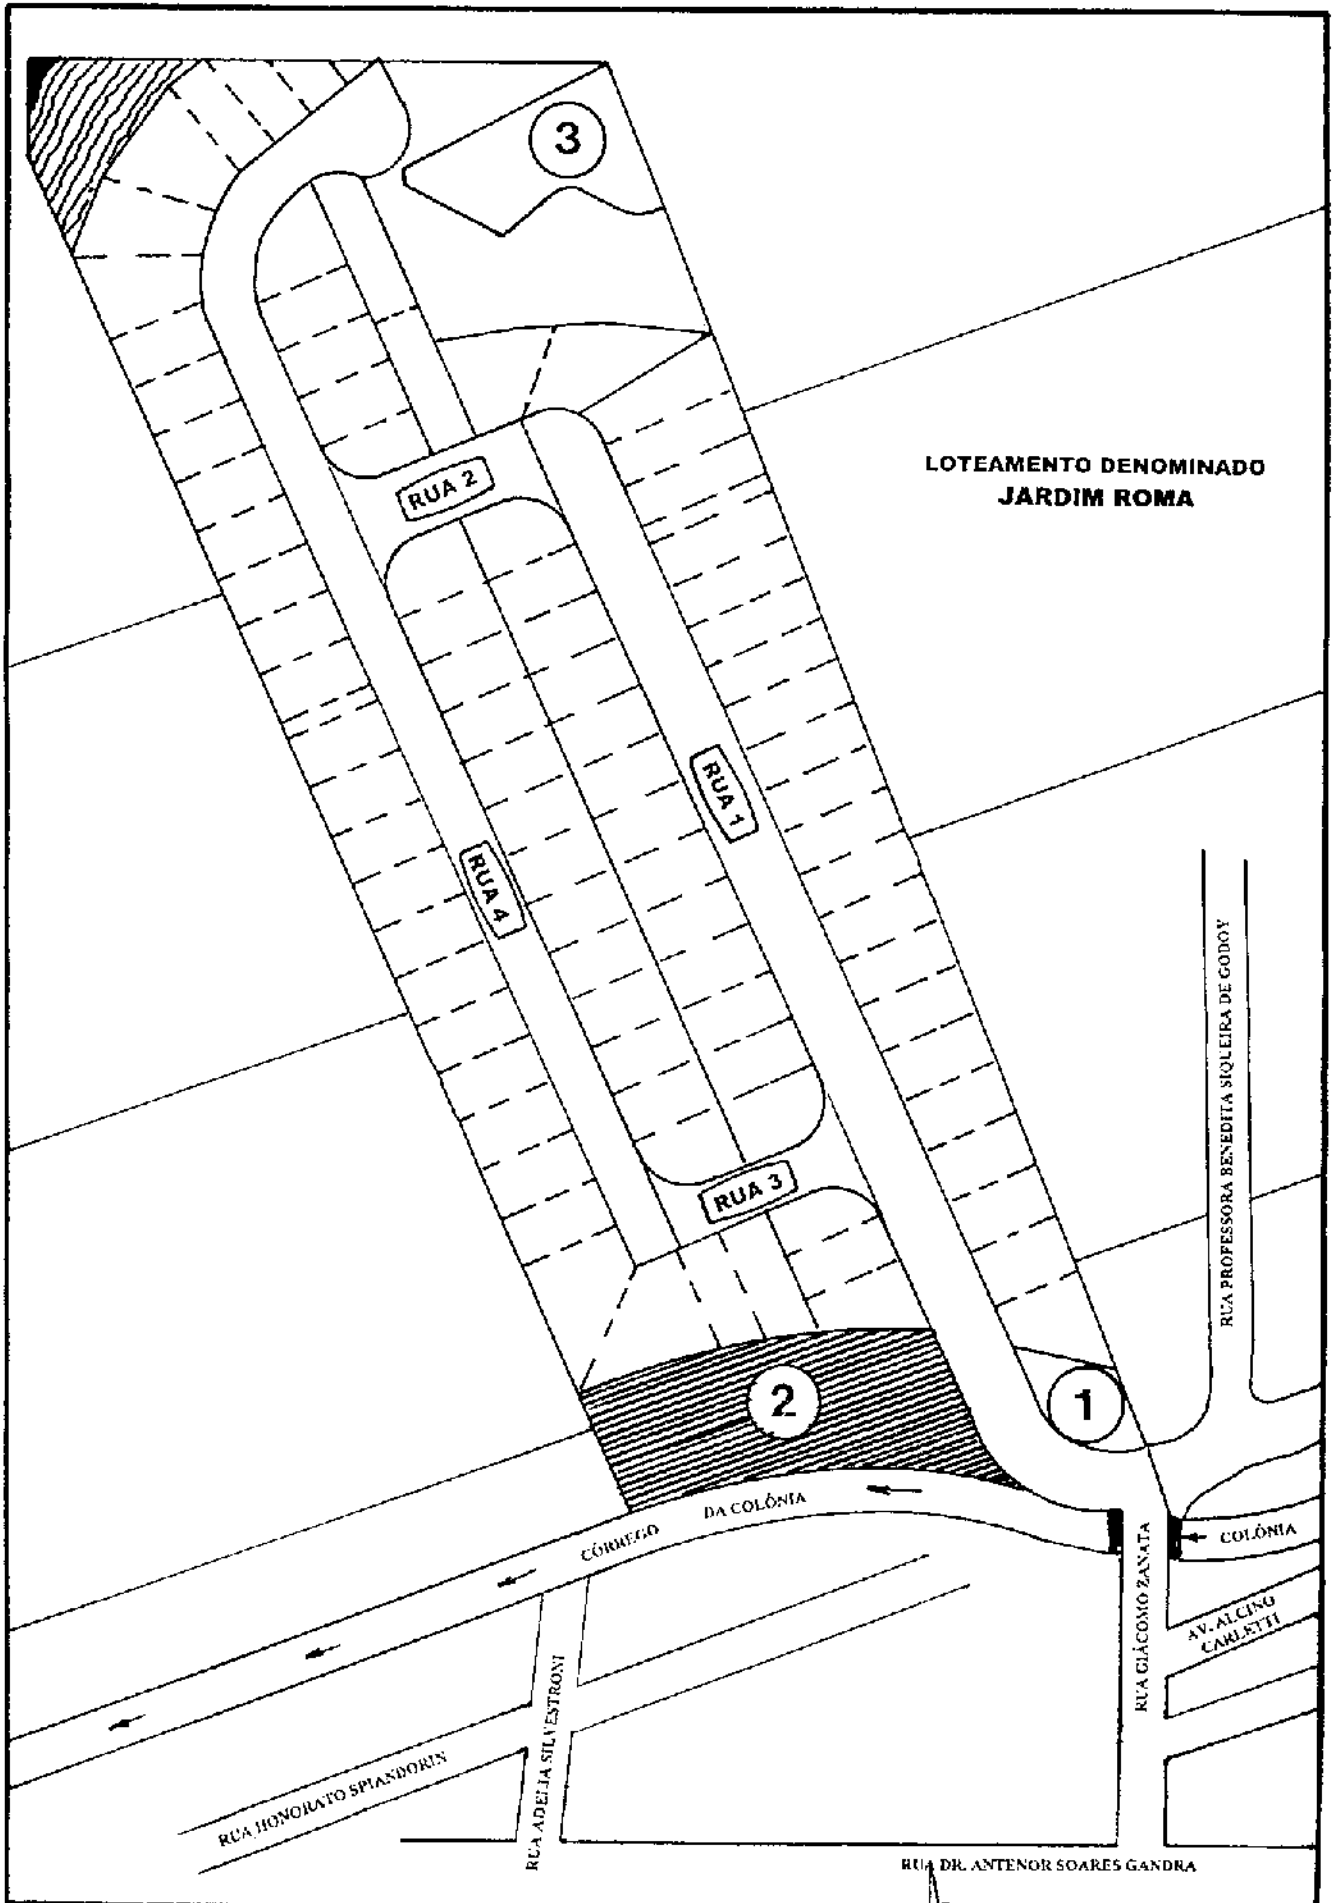 3
LOTEAMENTO DENOMINADO
JARDIM ROMA
RUA 2
RUA 1
RUA 4
RUA PROFESSORA BENEDITA SIQUEIRA DE GODOY
RUA 3
2
1
CÓRREGO DA COLÔNIA
COLÔNIA
RUA GIÁCOMO ZANATA
AV. ALCINO
CARLETTI
RUA ADELIA SILVESTRONI
RUA HONORATO SPIANDORIN
RUA DR. ANTENOR SOARES GANDRA